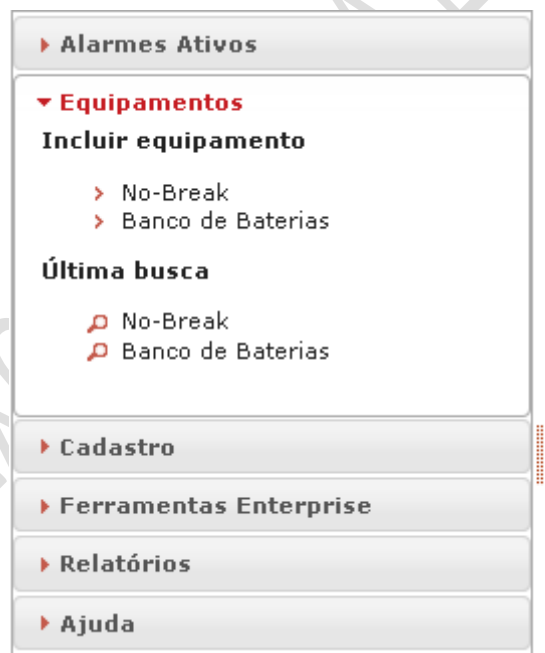 Alarmes Ativos
Equipamentos
Incluir equipamento
No-Break
Banco de Baterias
Última busca
No-Break
Banco de Baterias
Cadastro
Ferramentas Enterprise
Relatórios
Ajuda